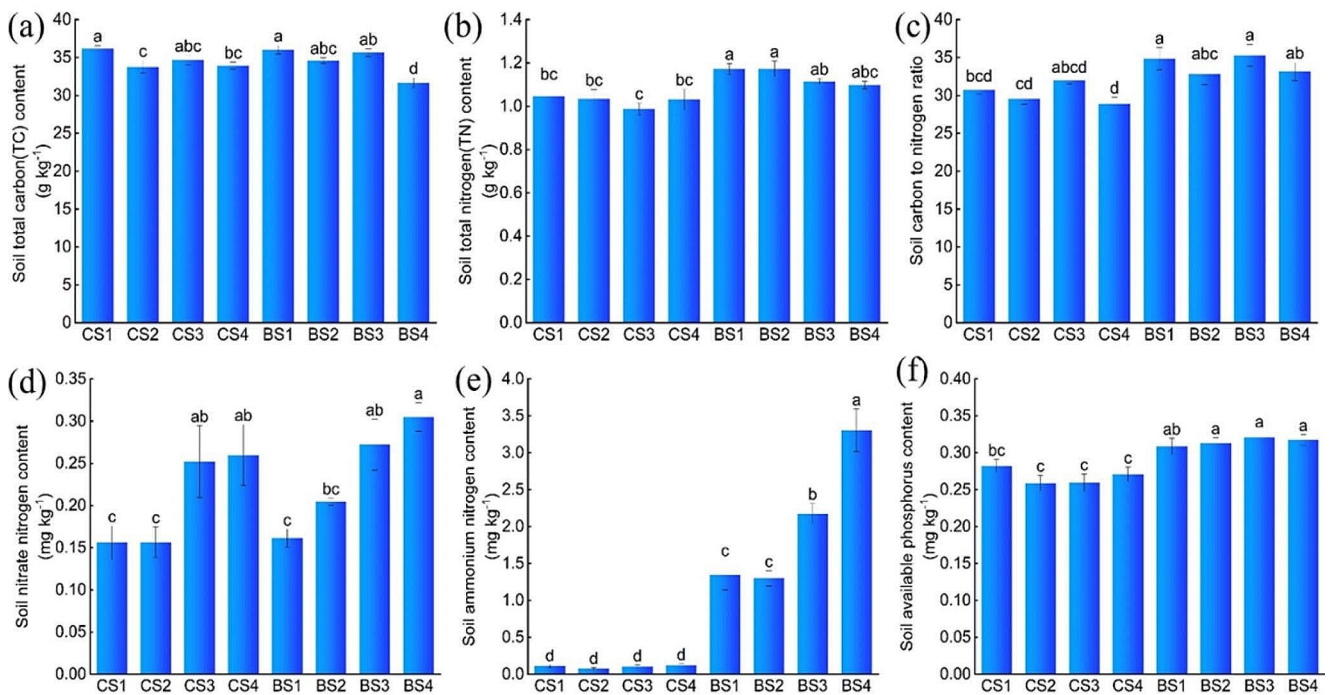 (a)
Soil total carbon(TC) content
(g kg⁻¹)
40
35
30
25
20
15
10
5
0
a
c
abc
bc
a
abc
ab
d
CS1 CS2 CS3 CS4 BS1 BS2 BS3 BS4
(b)
Soil total nitrogen(TN) content
(g kg⁻¹)
1.4
1.2
1.0
0.8
0.6
0.4
0.2
0.0
bc
bc
c
bc
a
a
ab
abc
CS1 CS2 CS3 CS4 BS1 BS2 BS3 BS4
(c)
Soil carbon to nitrogen ratio
40
35
30
25
20
15
10
5
0
bcd
cd
abcd
d
a
abc
a
ab
CS1 CS2 CS3 CS4 BS1 BS2 BS3 BS4
(d)
Soil nitrate nitrogen content
(mg kg⁻¹)
0.35
0.30
0.25
0.20
0.15
0.10
0.05
0.00
c
c
ab
ab
c
bc
ab
a
CS1 CS2 CS3 CS4 BS1 BS2 BS3 BS4
(e)
Soil ammonium nitrogen content
(mg kg⁻¹)
4.0
3.5
3.0
2.5
2.0
1.5
1.0
0.5
0.0
d
d
d
d
c
c
b
a
CS1 CS2 CS3 CS4 BS1 BS2 BS3 BS4
(f)
Soil available phosphorus content
(mg kg⁻¹)
0.40
0.35
0.30
0.25
0.20
0.15
0.10
0.05
0.00
bc
c
c
c
ab
a
a
a
CS1 CS2 CS3 CS4 BS1 BS2 BS3 BS4